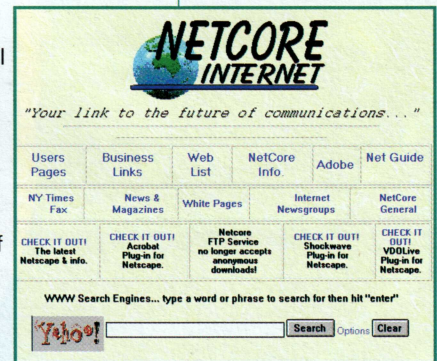 NETCORE
INTERNET
"Your link to the future of communications..."
Users Pages
Business Links
Web List
NetCore Info.
Adobe
Net Guide
NY Times Fax
News & Magazines
White Pages
Internet Newsgroups
NetCore General
CHECK IT OUT!
The latest
Netscape & info.
CHECK IT OUT!
Acrobat
Plug-in for
Netscape.
Netcore
FTP Service
no longer accepts
anonymous
downloads!
CHECK IT OUT!
Shockwave
Plug-in for
Netscape.
CHECK IT
OUT!
VDOLive
Plug-in for
Netscape.
WWW Search Engines... type a word or phrase to search for then hit "enter"
Yahoo! Search Options Clear